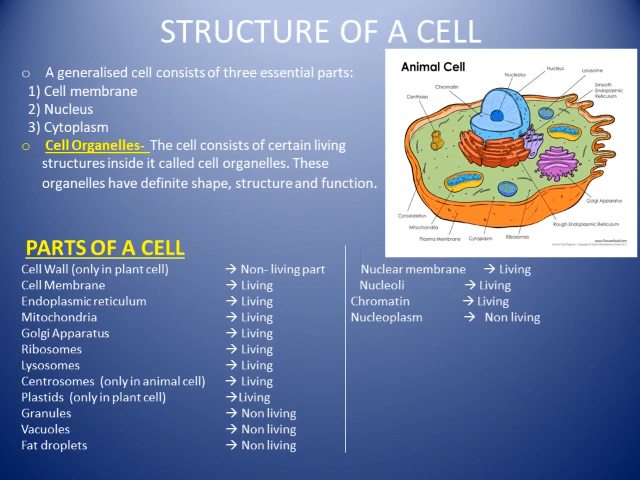 STRUCTURE OF A CELL
o A generalised cell consists of three essential parts:
1) Cell membrane
2) Nucleus
3) Cytoplasm
o Cell Organelles- The cell consists of certain living
structures inside it called cell organelles. These
organelles have definite shape, structure and function.
Animal Cell
Nucleus
Nucleolus
Lysosome
Chromatin
Smooth
Endoplasmic
Reticulum
Centrioles
Golgi Apparatus
Cytoskeleton
Rough Endoplasmic Reticulum
Mitochondria
Ribosomes
Plasma Membrane
Cytoplasm
PARTS OF A CELL
Cell Wall (only in plant cell) → Non- living part
Cell Membrane → Living
Endoplasmic reticulum → Living
Mitochondria → Living
Golgi Apparatus → Living
Ribosomes → Living
Lysosomes → Living
Centrosomes (only in animal cell) → Living
Plastids (only in plant cell) →Living
Granules → Non living
Vacuoles → Non living
Fat droplets → Non living
Nuclear membrane → Living
Nucleoli → Living
Chromatin → Living
Nucleoplasm → Non living